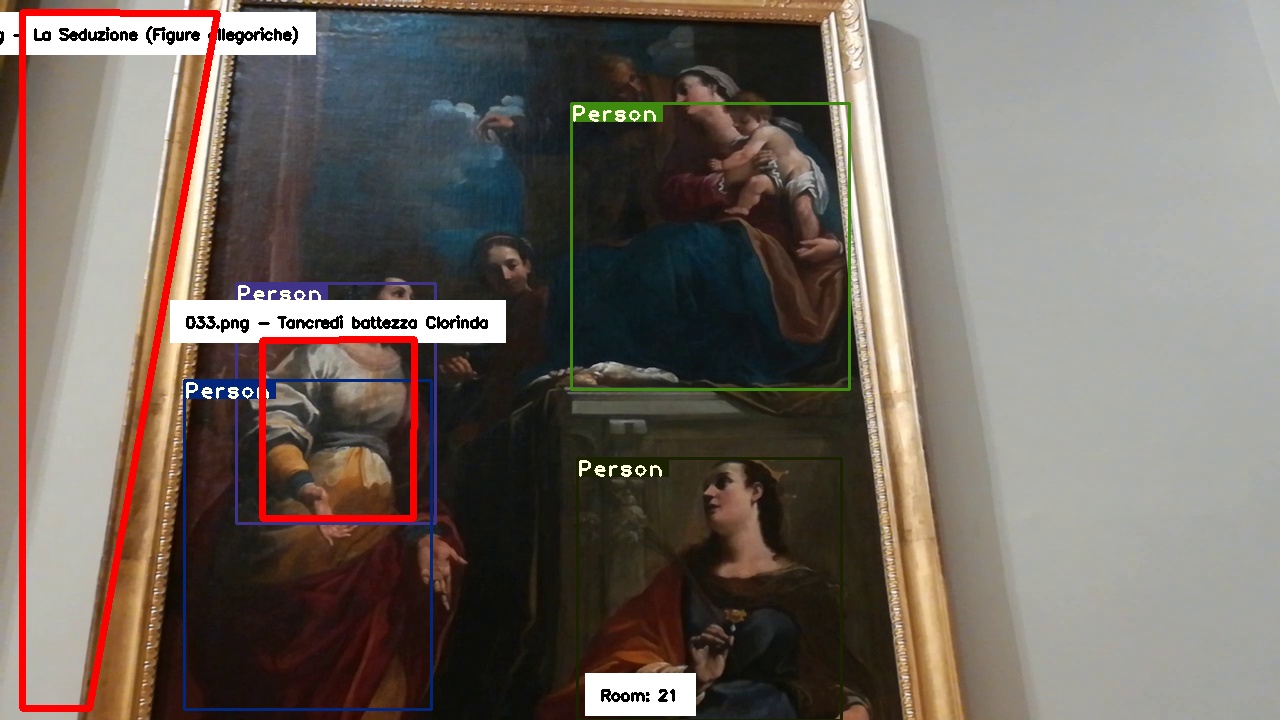 g - La Seduzione (Figure allegoriche)
Person
Person
033.png - Tancredi battezza Clorinda
Person
Person
Room: 21